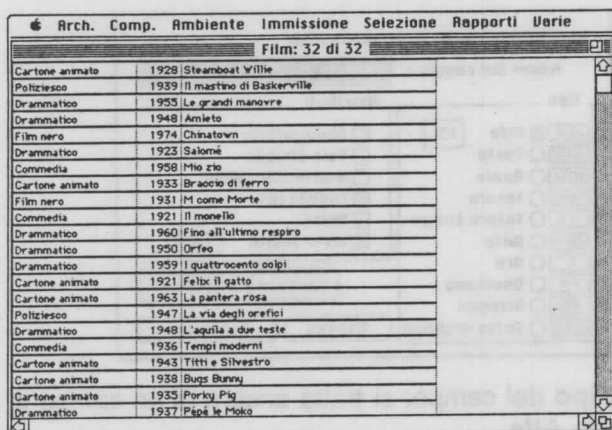 Arch. Comp. Ambiente Immissione Selezione Rapporti Varie
Film: 32 di 32
Cartone animato 1928 Steamboat Willie
Poliziesco 1939 Il mastino di Baskerville
Drammatico 1955 Le grandi manovre
Drammatico 1948 Amleto
Film nero 1974 Chinatown
Drammatico 1923 Salomé
Commedia 1958 Mio zio
Cartone animato 1933 Braccio di ferro
Film nero 1931 M come Morte
Commedia 1921 Il monello
Drammatico 1960 Fino all'ultimo respiro
Drammatico 1950 Orfeo
Drammatico 1959 I quattrocento colpi
Cartone animato 1921 Felix il gatto
Cartone animato 1963 La pantera rosa
Poliziesco 1947 La via degli orefici
Drammatico 1948 L'aquila a due teste
Commedia 1936 Tempi moderni
Cartone animato 1943 Titti e Silvestro
Cartone animato 1938 Bugs Bunny
Cartone animato 1935 Porky Pig
Drammatico 1937 Pépé le Moko